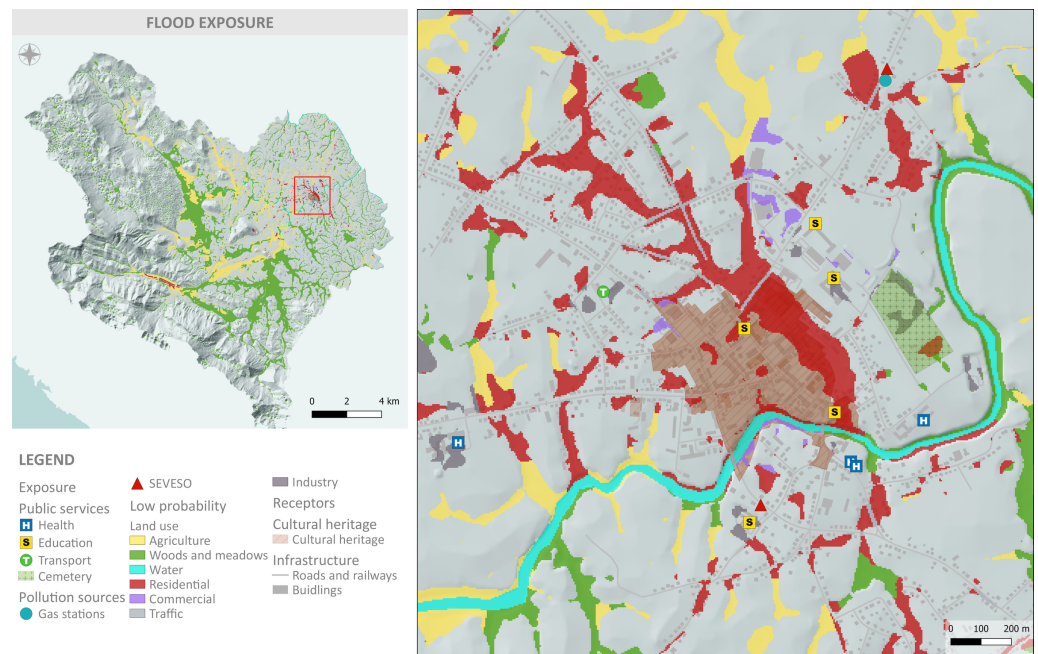 FLOOD EXPOSURE
0 2 4 km
LEGEND
Exposure
Public services
H Health
S Education
T Transport
Cemetery
Pollution sources
Gas stations
SEVESO
Low probability
Land use
Agriculture
Woods and meadows
Water
Residential
Commercial
Traffic
Industry
Receptors
Cultural heritage
Cultural heritage
Infrastructure
Roads and railways
Buidlings
S
S
T
S
S
H
H
H
H
S
0 100 200 m